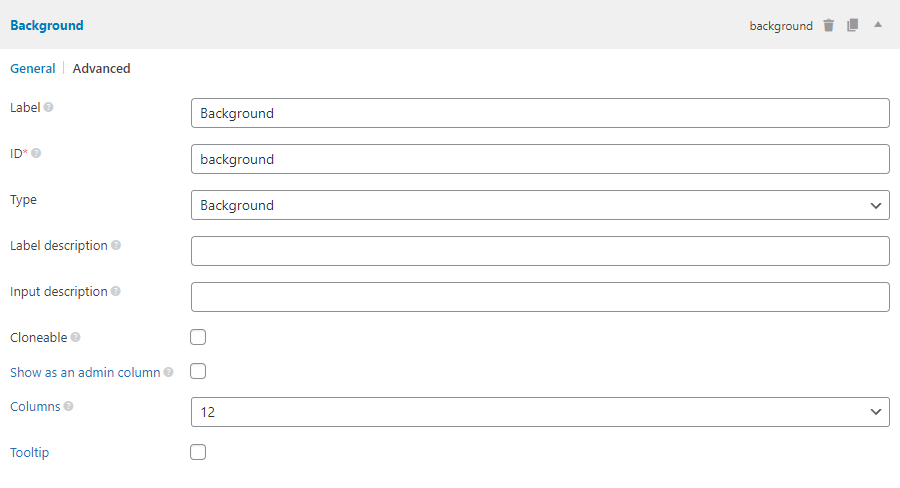 Background background
General Advanced
Label Background
ID* background
Type Background
Label description
Input description
Cloneable
Show as an admin column
Columns 12
Tooltip